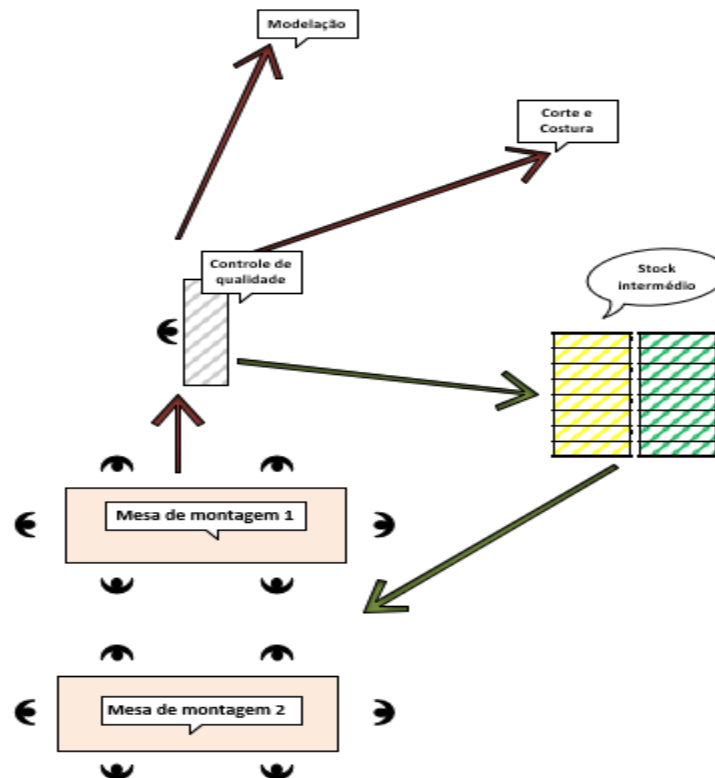 Modelação
Corte e
Costura
Controle de
qualidade
Stock
intermédio
Mesa de montagem 1
Mesa de montagem 2